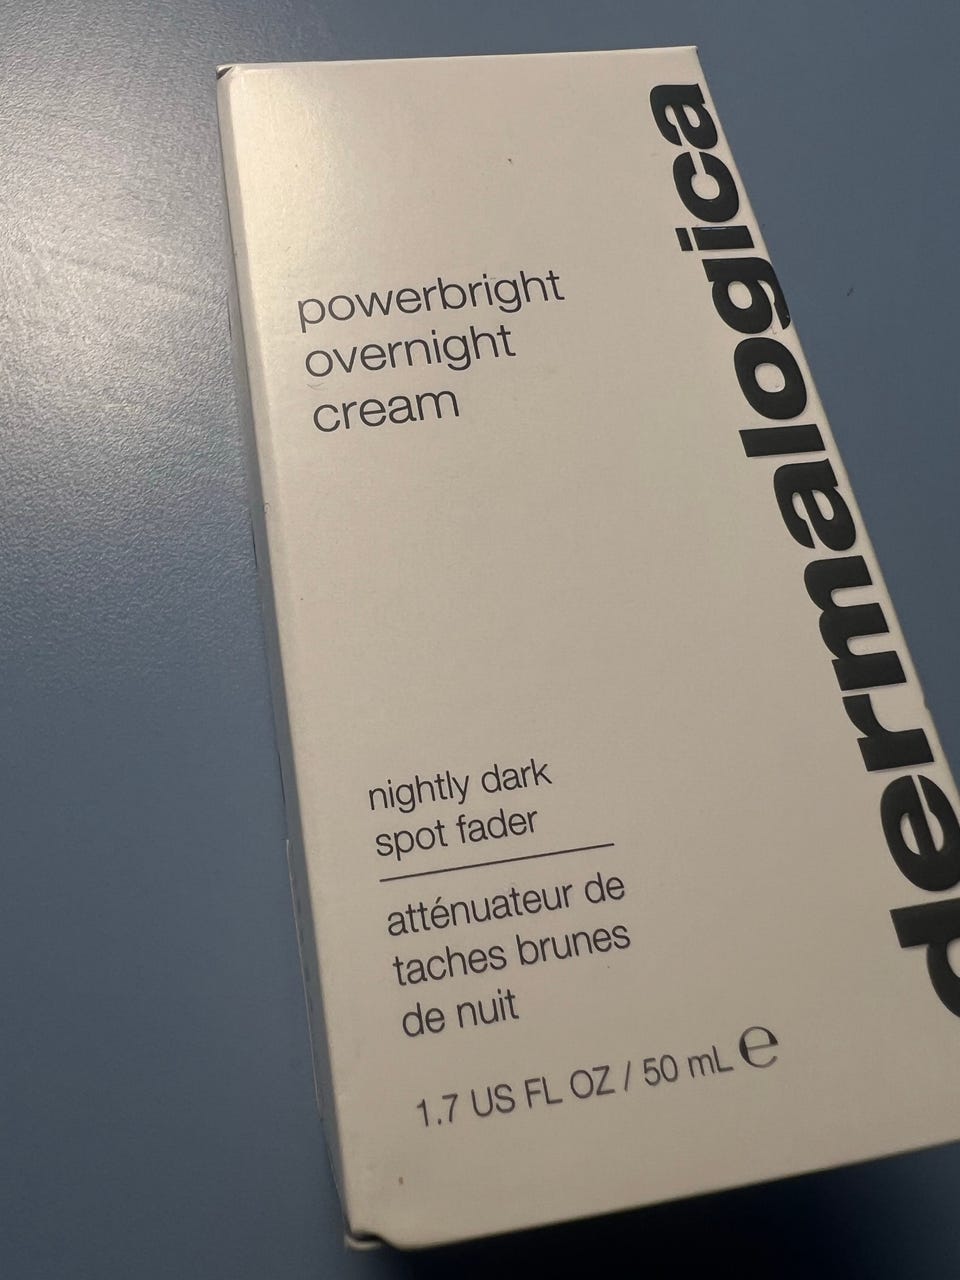 powerbright
overnight
cream
dermalogica
nightly dark
spot fader
atténuateur de
taches brunes
de nuit
1.7 US FL OZ / 50 mL ℮